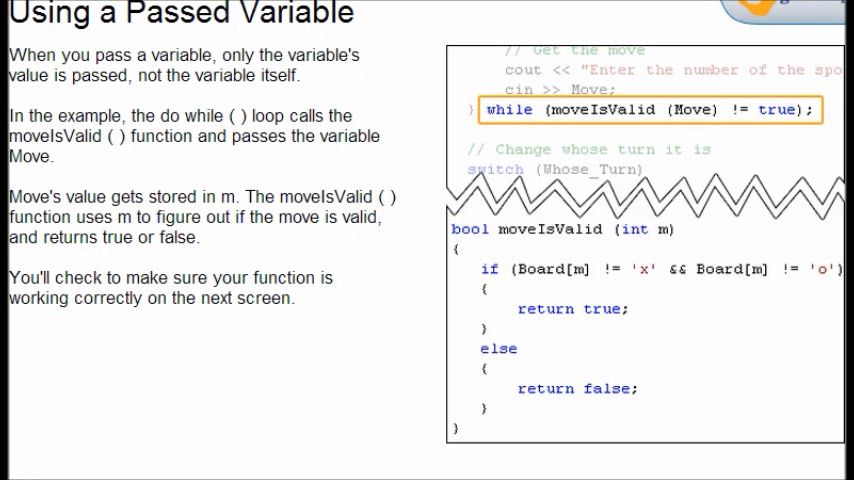 Using a Passed Variable
When you pass a variable, only the variable's
value is passed, not the variable itself.
In the example, the do while ( ) loop calls the
moveIsValid ( ) function and passes the variable
Move.
Move's value gets stored in m. The moveIsValid ( )
function uses m to figure out if the move is valid,
and returns true or false.
You'll check to make sure your function is
working correctly on the next screen.
// Get the move
cout << "Enter the number of the spo
cin >> Move;
} while (moveIsValid (Move) != true);
// Change whose turn it is
switch (Whose_Turn)
bool moveIsValid (int m)
{
if (Board[m] != 'x' && Board[m] != 'o')
{
return true;
}
else
{
return false;
}
}